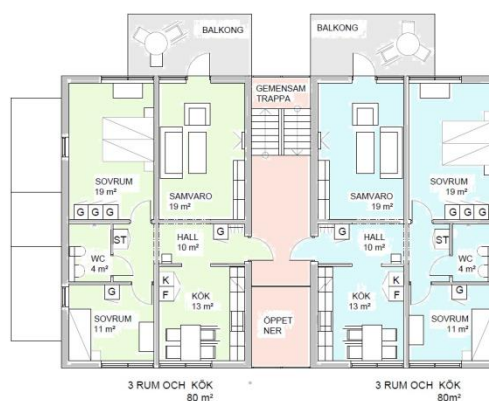 BALKONG
BALKONG
GEMENSAM
TRAPPA
SOVRUM
19 m²
SAMVARO
19 m²
SAMVARO
19 m²
SOVRUM
19 m²
G G G
G
G
G G G
HALL
10 m²
HALL
10 m²
ST
ST
WC
4 m²
WC
4 m²
K
F
K
F
G
G
SOVRUM
11 m²
KÖK
13 m²
ÖPPET
NER
KÖK
13 m²
SOVRUM
11 m²
3 RUM OCH KÖK
80 m²
3 RUM OCH KÖK
80m²